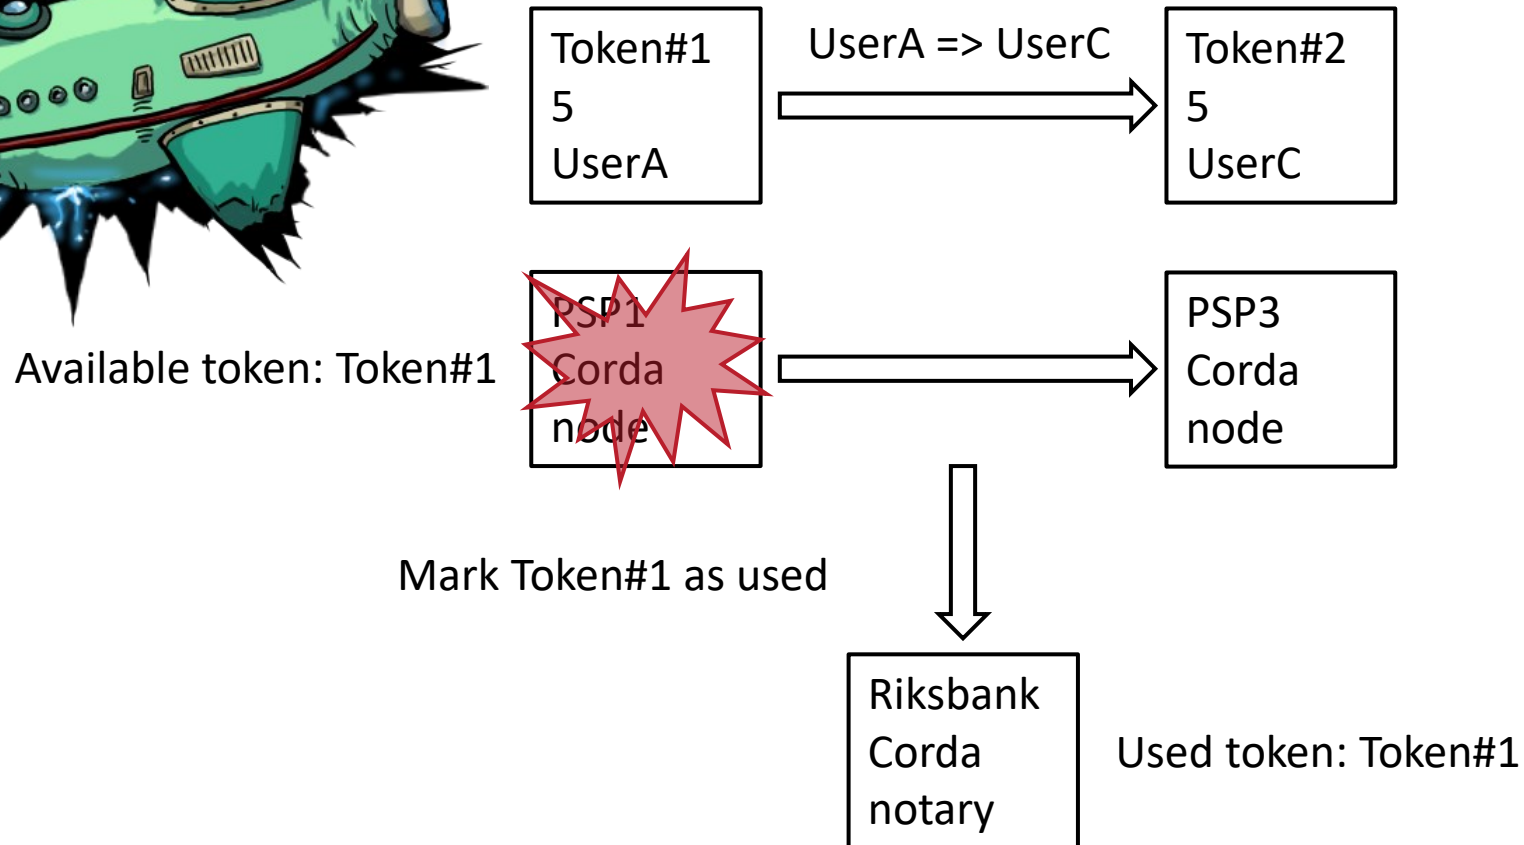 Token#1
5
UserA
UserA => UserC
Token#2
5
UserC
Available token: Token#1
PSP1
Corda
node
PSP3
Corda
node
Mark Token#1 as used
Riksbank
Corda
notary
Used token: Token#1